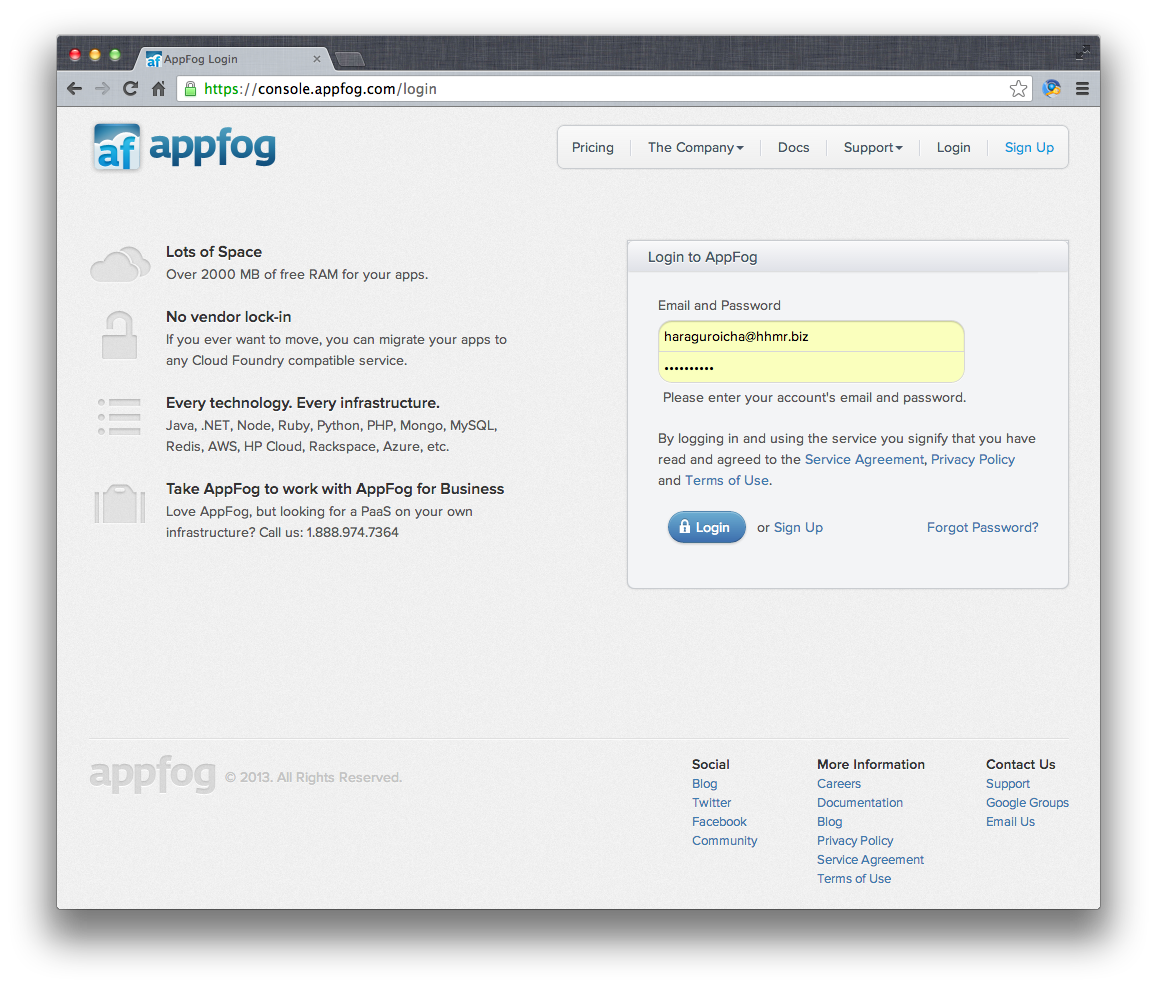 AppFog Login
https://console.appfog.com/login
af appfog
Pricing
The Company
Docs
Support
Login
Sign Up
Lots of Space
Over 2000 MB of free RAM for your apps.
No vendor lock-in
If you ever want to move, you can migrate your apps to
any Cloud Foundry compatible service.
Every technology. Every infrastructure.
Java, .NET, Node, Ruby, Python, PHP, Mongo, MySQL,
Redis, AWS, HP Cloud, Rackspace, Azure, etc.
Take AppFog to work with AppFog for Business
Love AppFog, but looking for a PaaS on your own
infrastructure? Call us: 1.888.974.7364
Login to AppFog
Email and Password
haraguroicha@hhmr.biz
••••••••••
Please enter your account's email and password.
By logging in and using the service you signify that you have
read and agreed to the Service Agreement, Privacy Policy
and Terms of Use.
Login or Sign Up
Forgot Password?
appfog © 2013. All Rights Reserved.
Social
Blog
Twitter
Facebook
Community
More Information
Careers
Documentation
Blog
Privacy Policy
Service Agreement
Terms of Use
Contact Us
Support
Google Groups
Email Us